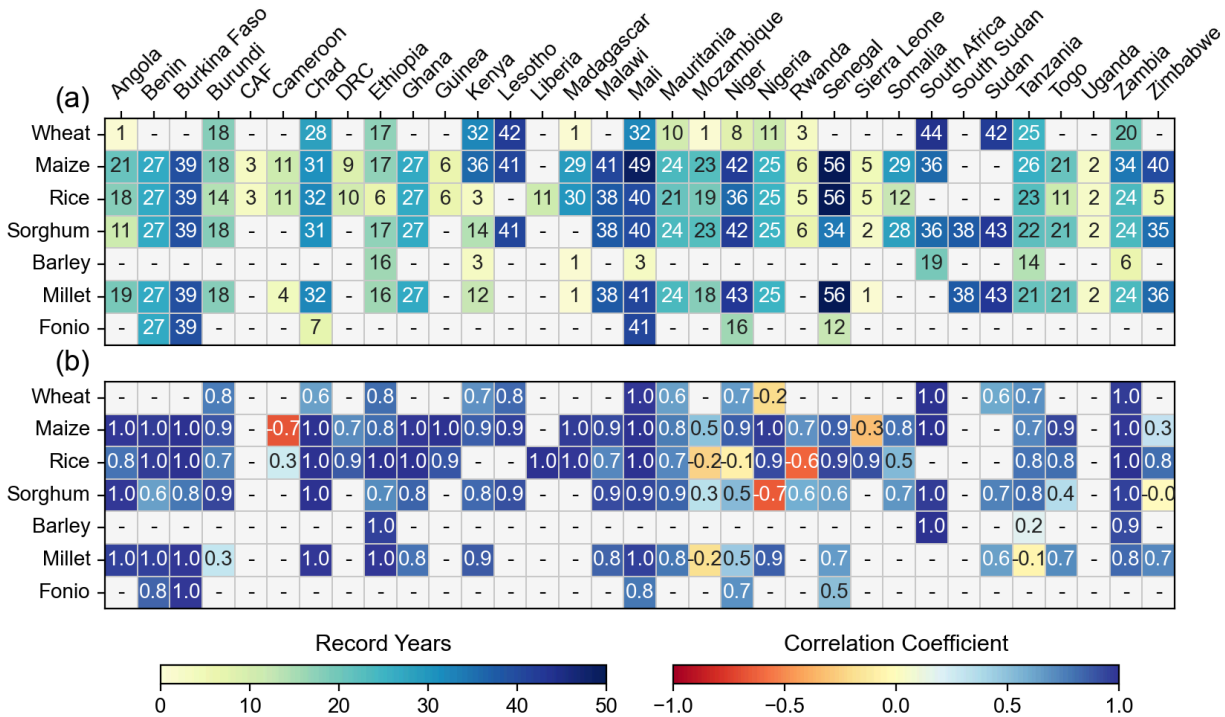 Angola
Benin
Burkina Faso
Burundi
CAF
Cameroon
Chad
DRC
Ethiopia
Ghana
Guinea
Kenya
Lesotho
Liberia
Madagascar
Malawi
Mali
Mauritania
Mozambique
Niger
Nigeria
Rwanda
Senegal
Sierra Leone
Somalia
South Africa
South Sudan
Sudan
Tanzania
Togo
Uganda
Zambia
Zimbabwe
(a)
Wheat 1 - - 18 - - 28 - 17 - - 32 42 - 1 - 32 10 1 8 11 3 - - - 44 - 42 25 - - 20 -
Maize 21 27 39 18 3 11 31 9 17 27 6 36 41 - 29 41 49 24 23 42 25 6 56 5 29 36 - - 26 21 2 34 40
Rice 18 27 39 14 3 11 32 10 6 27 6 3 - 11 30 38 40 21 19 36 25 5 56 5 12 - - - 23 11 2 24 5
Sorghum 11 27 39 18 - - 31 - 17 27 - 14 41 - - 38 40 24 23 42 25 6 34 2 28 36 38 43 22 21 2 24 35
Barley - - - - - - - - 16 - - 3 - - 1 - 3 - - - - - - - - 19 - - 14 - - 6 -
Millet 19 27 39 18 - 4 32 - 16 27 - 12 - - 1 38 41 24 18 43 25 - 56 1 - - 38 43 21 21 2 24 36
Fonio - 27 39 - - - 7 - - - - - - - - - 41 - - 16 - - 12 - - - - - - - - - -
(b)
Wheat - - - 0.8 - - 0.6 - 0.8 - - 0.7 0.8 - - - 1.0 0.6 - 0.7 -0.2 - - - - 1.0 - 0.6 0.7 - - 1.0 -
Maize 1.0 1.0 1.0 0.9 - -0.7 1.0 0.7 0.8 1.0 1.0 0.9 0.9 - 1.0 0.9 1.0 0.8 0.5 0.9 1.0 0.7 0.9 -0.3 0.8 1.0 - - 0.7 0.9 - 1.0 0.3
Rice 0.8 1.0 1.0 0.7 - 0.3 1.0 0.9 1.0 1.0 0.9 - - 1.0 1.0 0.7 1.0 0.8 -0.2 -0.1 0.9 -0.6 0.9 0.9 0.5 - - - 0.8 0.8 - 1.0 0.8
Sorghum 1.0 0.6 0.8 0.9 - - 1.0 - 0.7 0.8 - 0.8 0.9 - - 0.9 0.9 0.9 0.3 0.5 -0.7 0.6 0.6 - 0.7 1.0 - 0.7 0.8 0.4 - 1.0 -0.0
Barley - - - - - - - - 1.0 - - - - - - - - - - - - - - - - 1.0 - - 0.2 - - 0.9 -
Millet 1.0 1.0 1.0 0.3 - - 1.0 - 1.0 0.8 - 0.9 - - - 0.8 1.0 0.8 -0.2 0.5 0.9 - 0.7 - - - - 0.6 -0.1 0.7 - 0.8 0.7
Fonio - 0.8 1.0 - - - - - - - - - - - - - 0.8 - - 0.7 - - 0.5 - - - - - - - - - -
Record Years
0 10 20 30 40 50
Correlation Coefficient
−1.0 −0.5 0.0 0.5 1.0